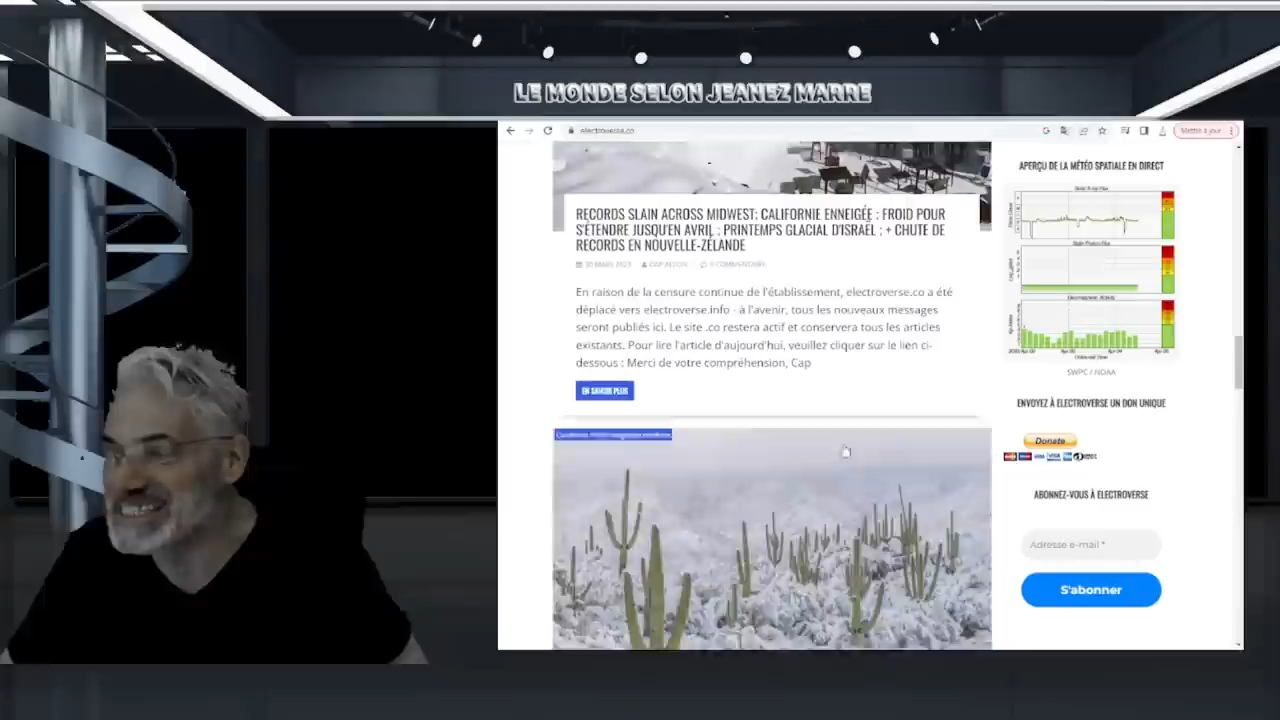 LE MONDE SELON JEANEZ MARRE
electroverse.co
Mettre à jour
RECORDS SLAIN ACROSS MIDWEST; CALIFORNIE ENNEIGÉE ; FROID POUR
S'ÉTENDRE JUSQU'EN AVRIL ; PRINTEMPS GLACIAL D'ISRAËL ; + CHUTE DE
RECORDS EN NOUVELLE-ZÉLANDE
30 MARS 2023 CAP ALLON 0 COMMENTAIRE
En raison de la censure continue de l'établissement, electroverse.co a été
déplacé vers electroverse.info - à l'avenir, tous les nouveaux messages
seront publiés ici. Le site .co restera actif et conservera tous les articles
existants. Pour lire l'article d'aujourd'hui, veuillez cliquer sur le lien ci-
dessous : Merci de votre compréhension, Cap
EN SAVOIR PLUS
APERÇU DE LA MÉTÉO SPATIALE EN DIRECT
SWPC / NOAA
ENVOYEZ À ELECTROVERSE UN DON UNIQUE
Donate
ABONNEZ-VOUS À ELECTROVERSE
Adresse e-mail *
S'abonner